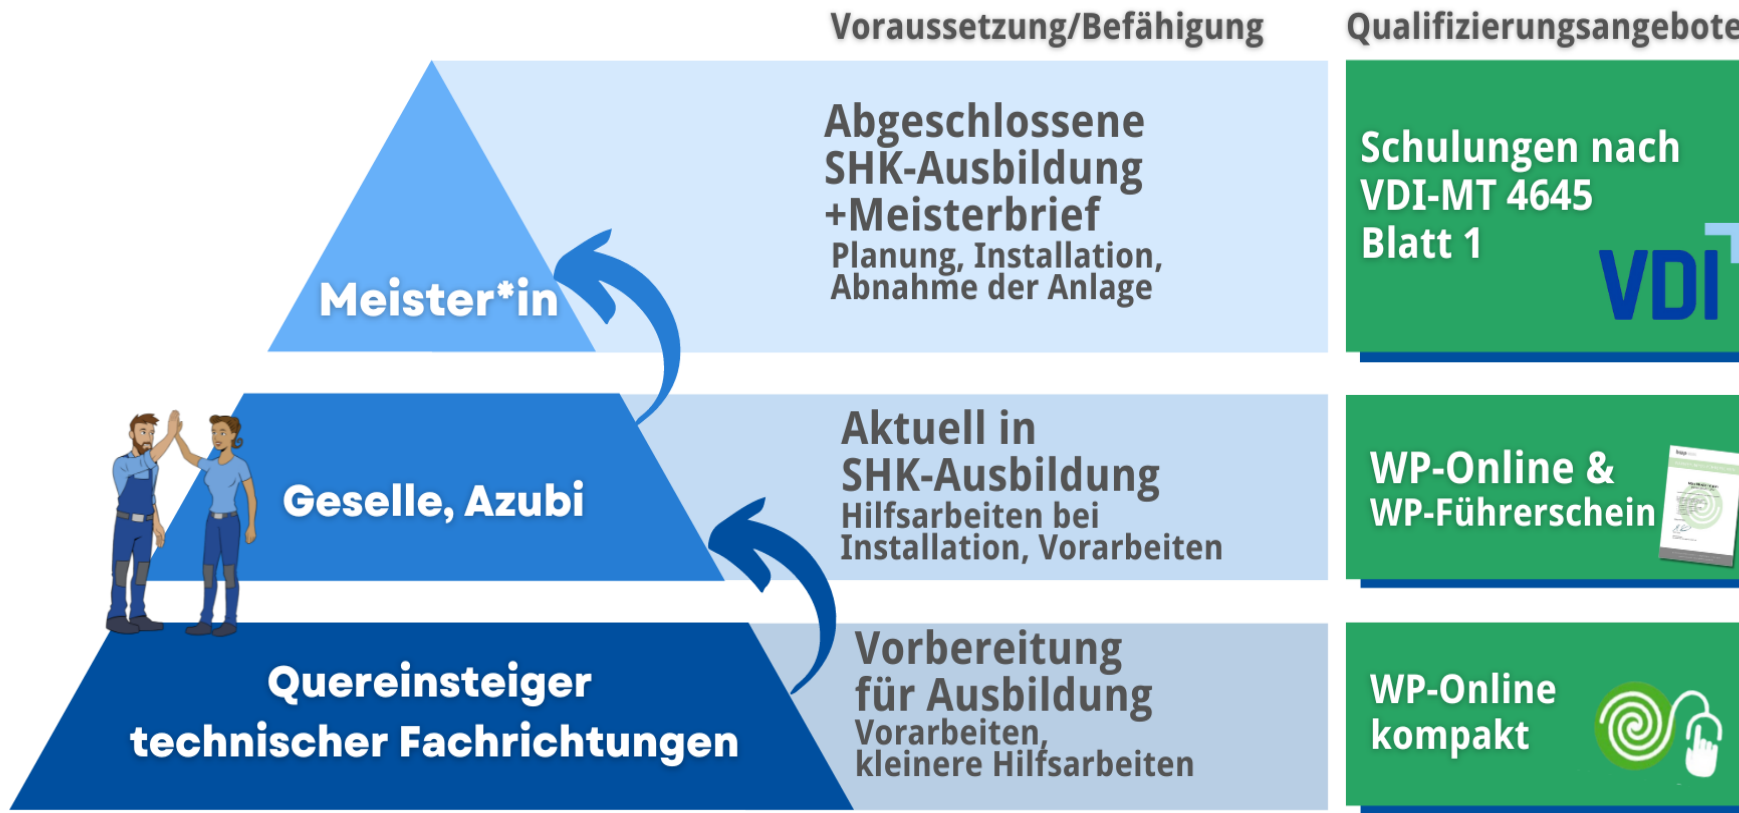 Voraussetzung/Befähigung
Qualifizierungsangebote
Meister*in
Abgeschlossene
SHK-Ausbildung
+Meisterbrief
Planung, Installation,
Abnahme der Anlage
Schulungen nach
VDI-MT 4645
Blatt 1
VDI
Geselle, Azubi
Aktuell in
SHK-Ausbildung
Hilfsarbeiten bei
Installation, Vorarbeiten
WP-Online &
WP-Führerschein
Quereinsteiger
technischer Fachrichtungen
Vorbereitung
für Ausbildung
Vorarbeiten,
kleinere Hilfsarbeiten
WP-Online
kompakt